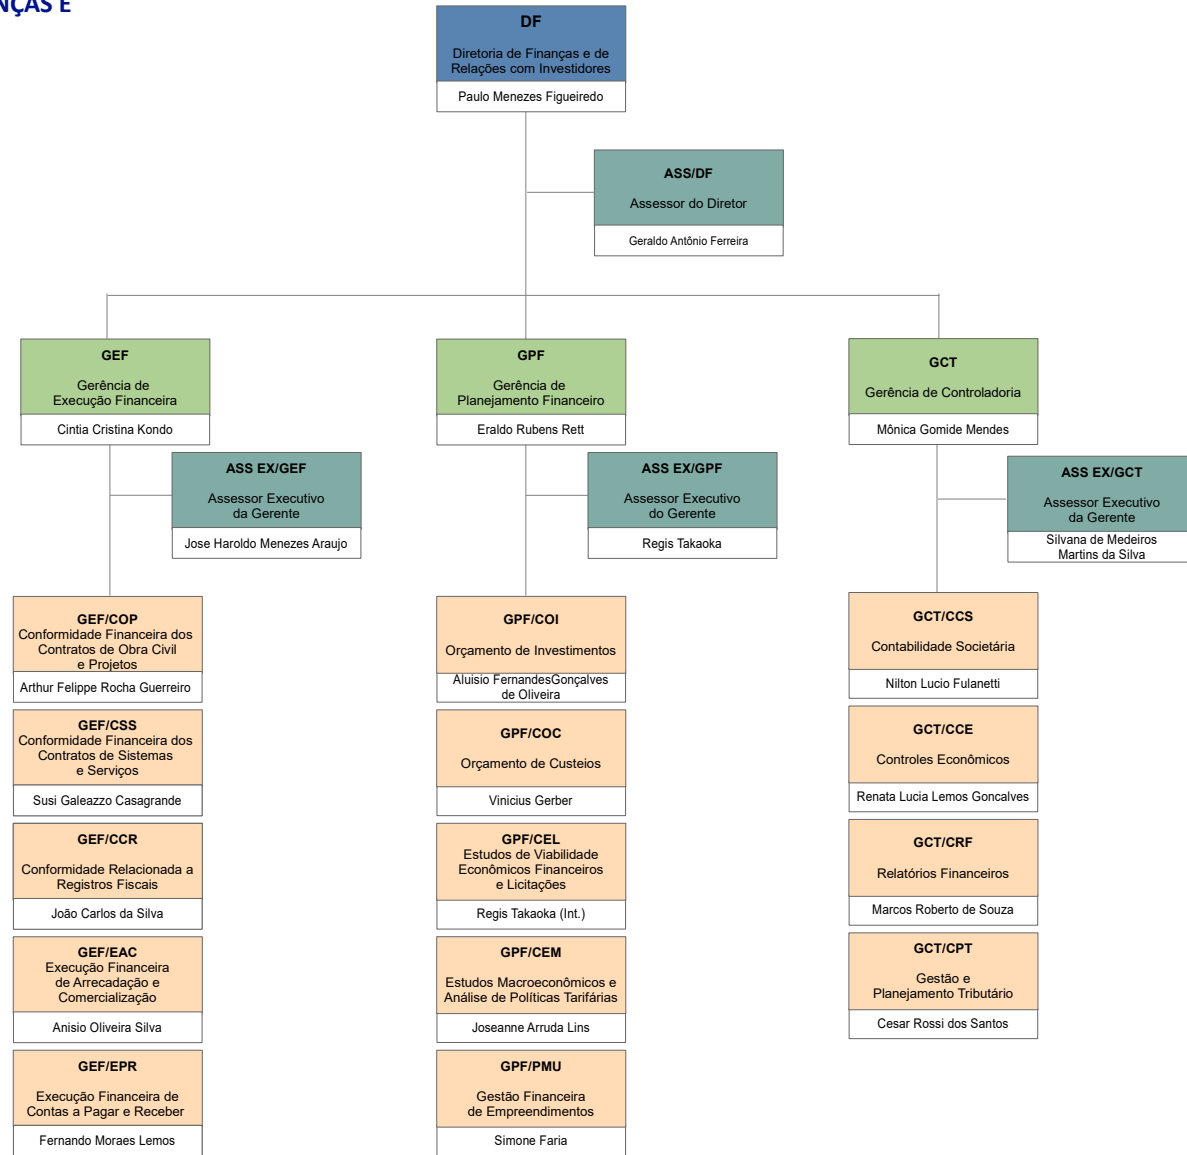 NÇAS E
DF
Diretoria de Finanças e de
Relações com Investidores
Paulo Menezes Figueiredo
ASS/DF
Assessor do Diretor
Geraldo Antônio Ferreira
GEF
Gerência de
Execução Financeira
Cintia Cristina Kondo
ASS EX/GEF
Assessor Executivo
da Gerente
Jose Haroldo Menezes Araujo
GEF/COP
Conformidade Financeira dos
Contratos de Obra Civil
e Projetos
Arthur Felippe Rocha Guerreiro
GEF/CSS
Conformidade Financeira dos
Contratos de Sistemas
e Serviços
Susi Galeazzo Casagrande
GEF/CCR
Conformidade Relacionada a
Registros Fiscais
João Carlos da Silva
GEF/EAC
Execução Financeira
de Arrecadação e
Comercialização
Anisio Oliveira Silva
GEF/EPR
Execução Financeira de
Contas a Pagar e Receber
Fernando Moraes Lemos
GPF
Gerência de
Planejamento Financeiro
Eraldo Rubens Rett
ASS EX/GPF
Assessor Executivo
do Gerente
Regis Takaoka
GPF/COI
Orçamento de Investimentos
Aluisio FernandesGonçalves
de Oliveira
GPF/COC
Orçamento de Custeios
Vinicius Gerber
GPF/CEL
Estudos de Viabilidade
Econômicos Financeiros
e Licitações
Regis Takaoka (Int.)
GPF/CEM
Estudos Macroeconômicos e
Análise de Políticas Tarifárias
Joseanne Arruda Lins
GPF/PMU
Gestão Financeira
de Empreendimentos
Simone Faria
GCT
Gerência de Controladoria
Mônica Gomide Mendes
ASS EX/GCT
Assessor Executivo
da Gerente
Silvana de Medeiros
Martins da Silva
GCT/CCS
Contabilidade Societária
Nilton Lucio Fulanetti
GCT/CCE
Controles Econômicos
Renata Lucia Lemos Goncalves
GCT/CRF
Relatórios Financeiros
Marcos Roberto de Souza
GCT/CPT
Gestão e
Planejamento Tributário
Cesar Rossi dos Santos